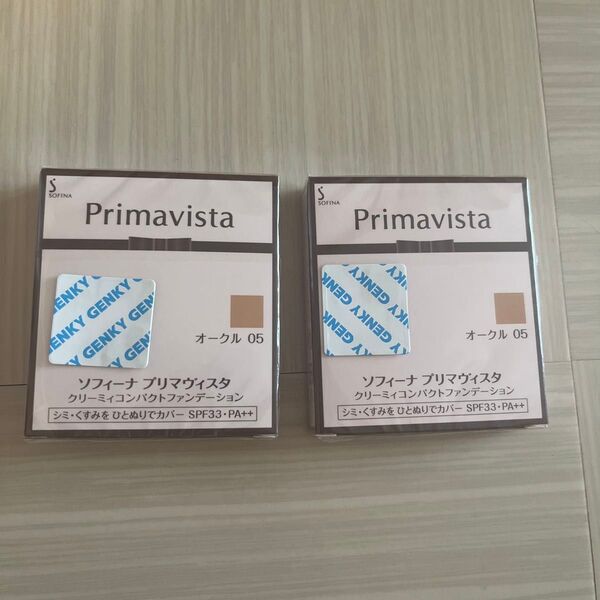 SOFINA
Primavista
GENKY GENKY
GENKY GENKY
GENKY GENKY
オークル 05
ソフィーナ プリマヴィスタ
クリーミィコンパクトファンデーション
シミ・くすみを ひとぬりでカバー SPF33・PA++
SOFINA
Primavista
GENKY GENKY
GENKY GENKY
GENKY
オークル 05
ソフィーナ プリマヴィスタ
クリーミィコンパクトファンデーション
シミ・くすみを ひとぬりでカバー SPF33・PA++